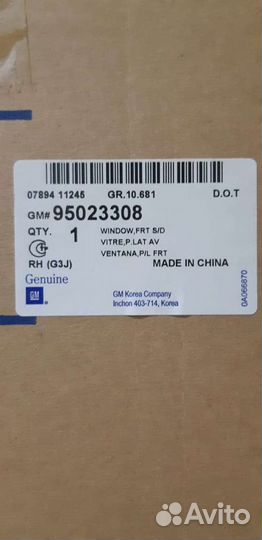 07894 11245 GR.10.681 D.O.T
GM# 95023308
QTY. 1 WINDOW,FRT S/D
VITRE,P.LAT AV
VENTANA,P/L FRT
RH (G3J) MADE IN CHINA
Genuine
GM
GM Korea Company
Inchon 403-714, Korea
0A066870
Avito